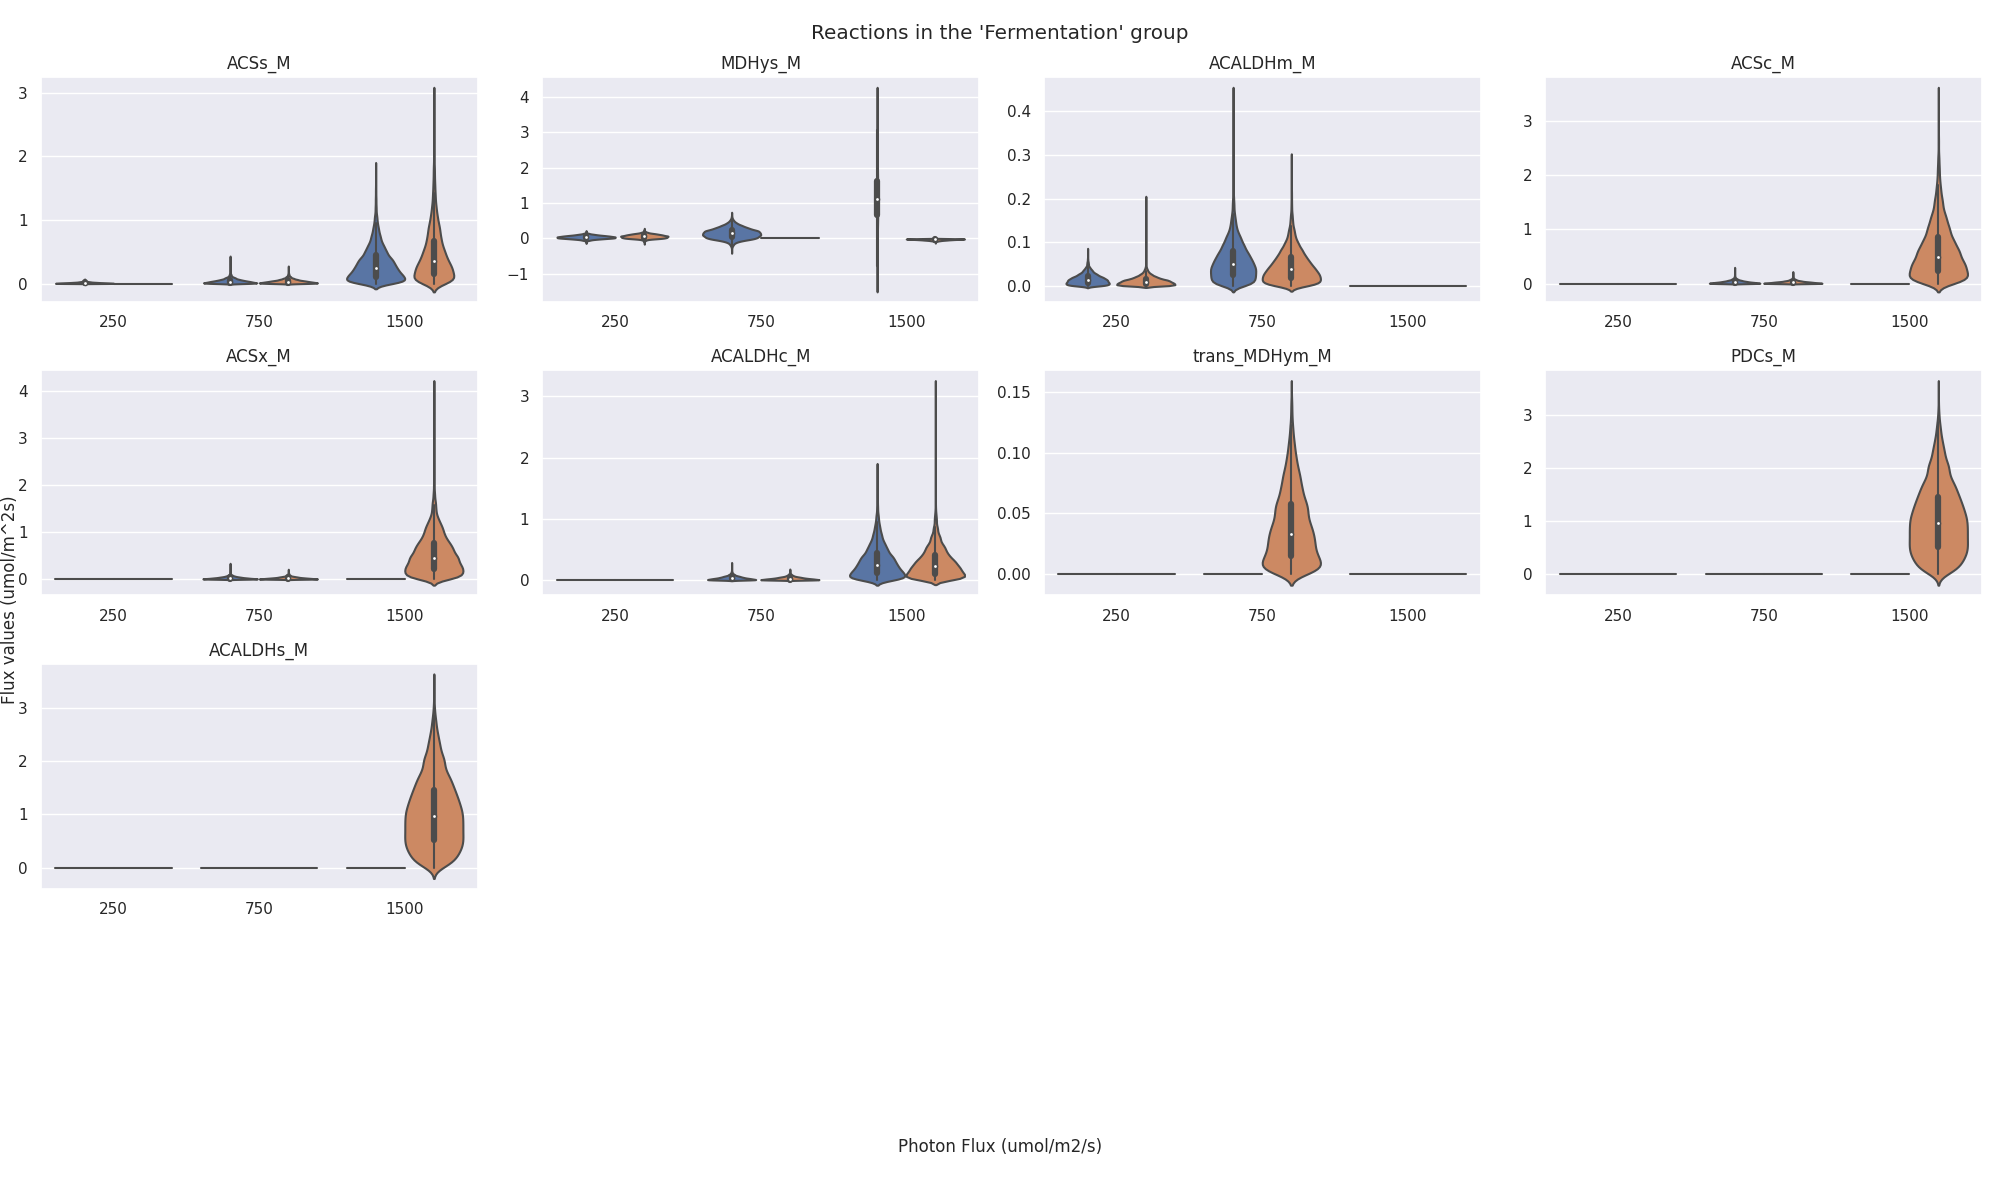 Reactions in the 'Fermentation' group
ACSs_M
3
2
1
0
250 750 1500
MDHys_M
4
3
2
1
0
−1
250 750 1500
ACALDHm_M
0.4
0.3
0.2
0.1
0.0
250 750 1500
ACSc_M
3
2
1
0
250 750 1500
ACSx_M
4
3
2
1
0
250 750 1500
ACALDHc_M
3
2
1
0
250 750 1500
trans_MDHym_M
0.15
0.10
0.05
0.00
250 750 1500
PDCs_M
3
2
1
0
250 750 1500
ACALDHs_M
3
2
1
0
250 750 1500
Flux values (umol/m^2s)
Photon Flux (umol/m2/s)